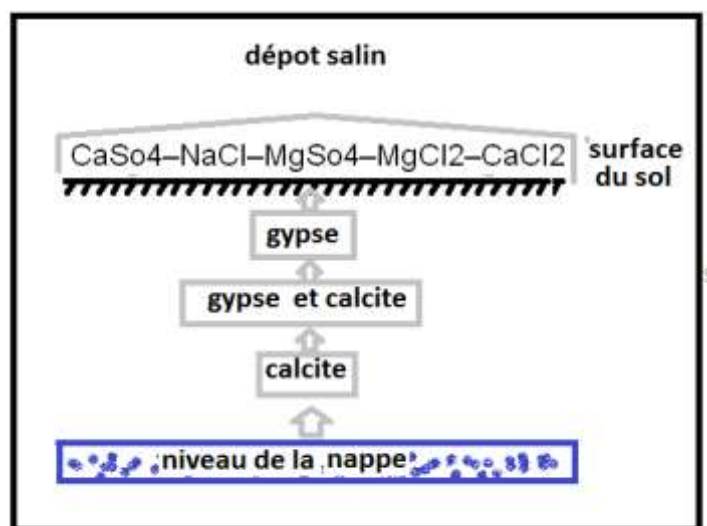 dépot salin
CaSo4–NaCl–MgSo4–MgCl2–CaCl2
surface
du sol
gypse
gypse et calcite
calcite
niveau de la nappe